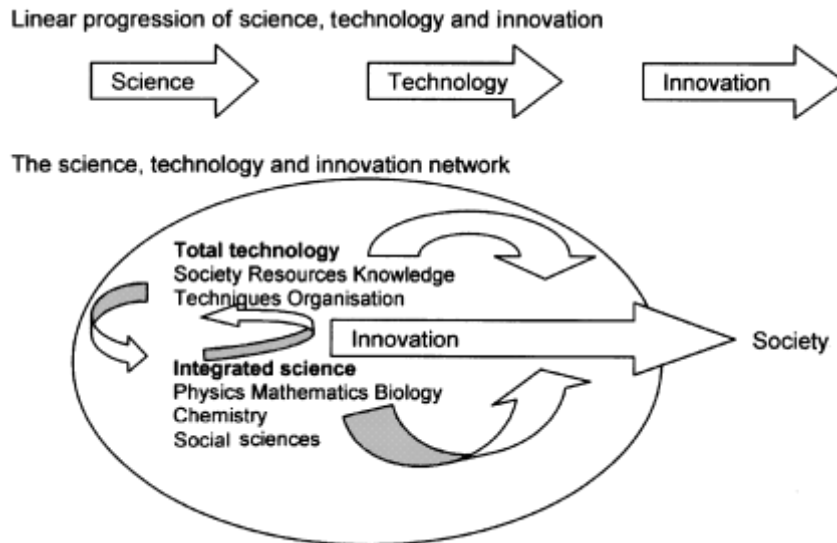 Linear progression of science, technology and innovation
Science
Technology
Innovation
The science, technology and innovation network
Total technology
Society Resources Knowledge
Techniques Organisation
Innovation
Society
Integrated science
Physics Mathematics Biology
Chemistry
Social sciences